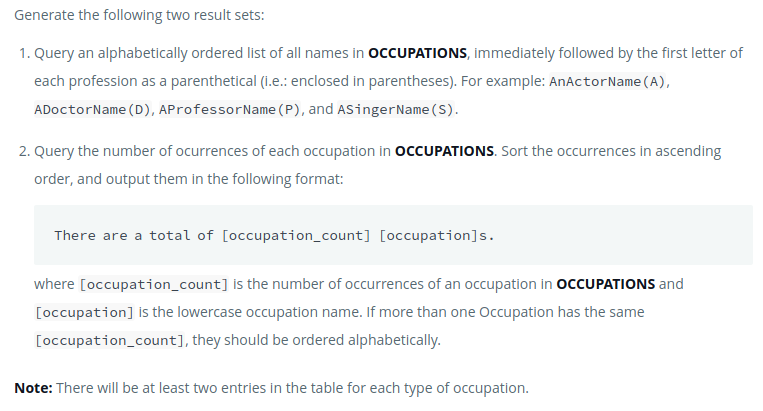 Generate the following two result sets:
1. Query an alphabetically ordered list of all names in OCCUPATIONS, immediately followed by the first letter of
each profession as a parenthetical (i.e.: enclosed in parentheses). For example: AnActorName(A),
ADoctorName(D), AProfessorName(P), and ASingerName(S).
2. Query the number of ocurrences of each occupation in OCCUPATIONS. Sort the occurrences in ascending
order, and output them in the following format:
There are a total of [occupation_count] [occupation]s.
where [occupation_count] is the number of occurrences of an occupation in OCCUPATIONS and
[occupation] is the lowercase occupation name. If more than one Occupation has the same
[occupation_count], they should be ordered alphabetically.
Note: There will be at least two entries in the table for each type of occupation.